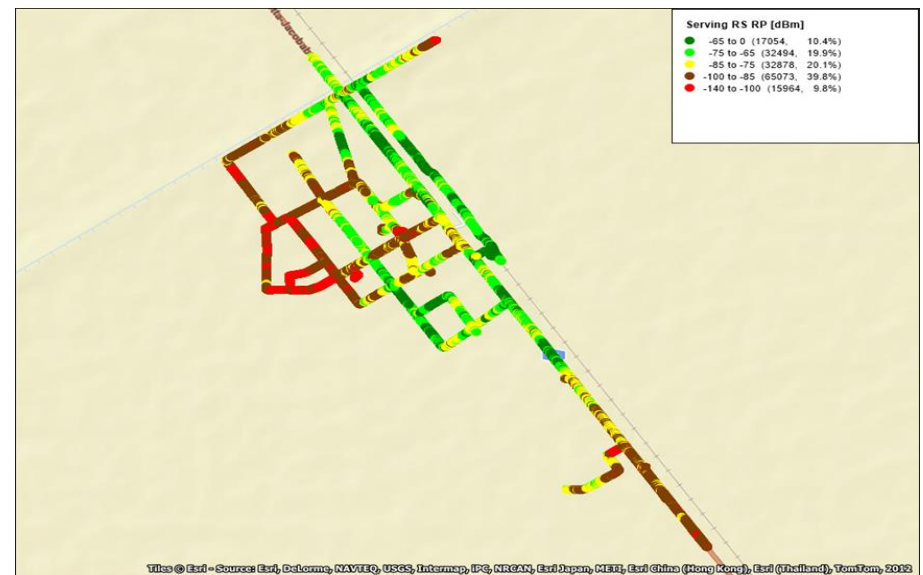 Serving RS RP [dBm]
-65 to 0 (17054, 10.4%)
-75 to -65 (32494, 19.9%)
-85 to -75 (32878, 20.1%)
-100 to -85 (65073, 39.8%)
-140 to -100 (15964, 9.8%)
Tiles © Esri - Source: Esri, DeLorme, NAVTEQ, USGS, Intermap, iPC, NRCAN, Esri Japan, METI, Esri China (Hong Kong), Esri (Thailand), TomTom, 2012